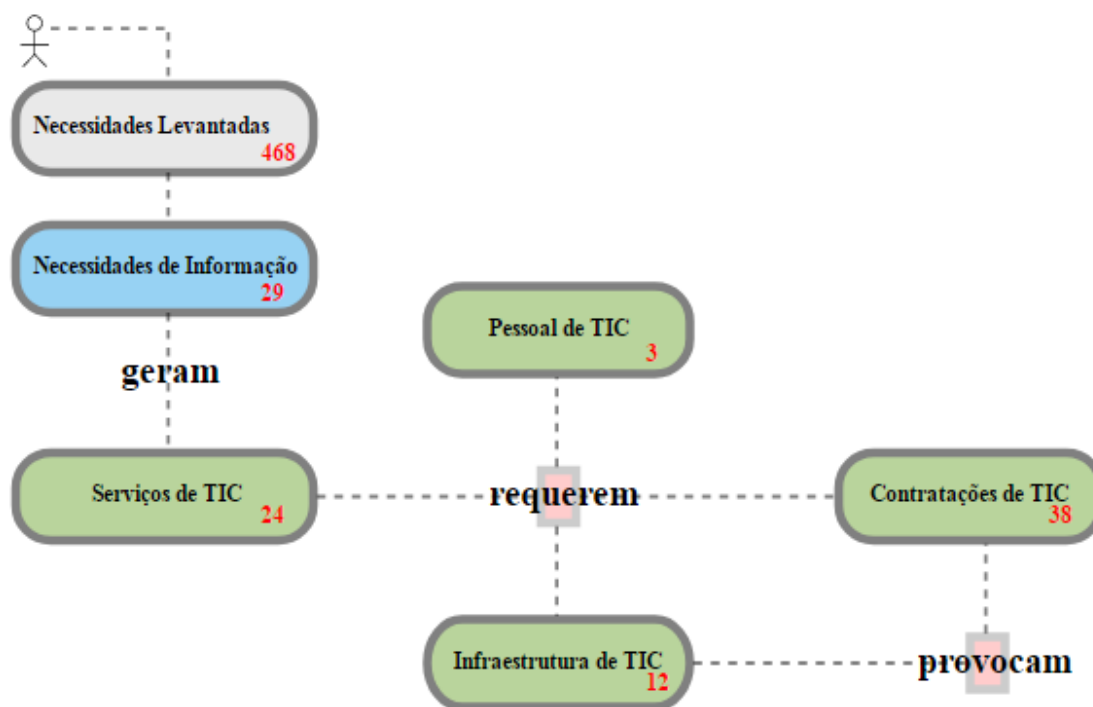 Necessidades Levantadas
468
Necessidades de Informação
29
geram
Pessoal de TIC
3
Serviços de TIC
24
requerem
Contratações de TIC
38
Infraestrutura de TIC
12
provocam